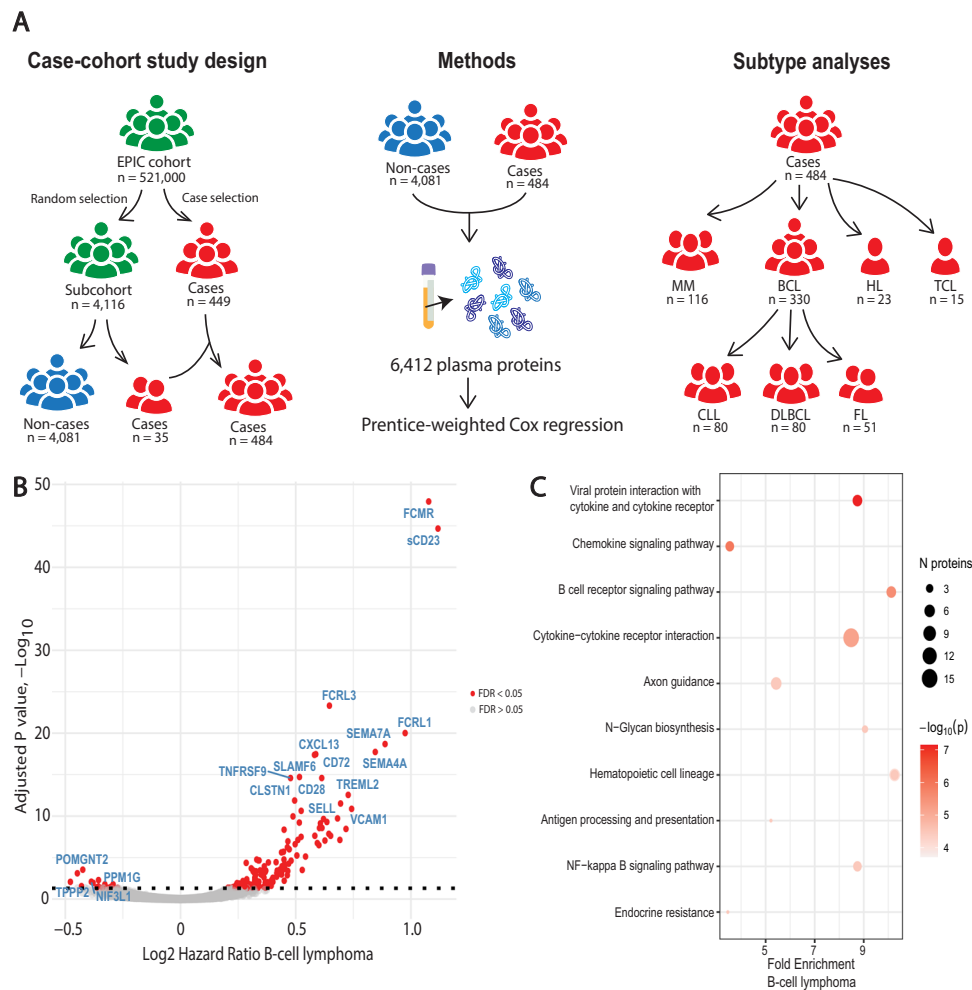 A
Case-cohort study design
EPIC cohort
n = 521,000
Random selection
Case selection
Subcohort
n = 4,116
Cases
n = 449
Non-cases
n = 4,081
Cases
n = 35
Cases
n = 484
Methods
Non-cases
n = 4,081
Cases
n = 484
6,412 plasma proteins
Prentice-weighted Cox regression
Subtype analyses
Cases
n = 484
MM
n = 116
BCL
n = 330
HL
n = 23
TCL
n = 15
CLL
n = 80
DLBCL
n = 80
FL
n = 51
B
Adjusted P value, −Log10
50
40
30
20
10
0
FCMR
sCD23
FCRL3
FCRL1
SEMA7A
CXCL13
CD72
SEMA4A
SLAMF6
TNFRSF9
CD28
TREML2
CLSTN1
SELL
VCAM1
POMGNT2
PPM1G
TPPP2
NIF3L1
−0.5
0.0
0.5
1.0
Log2 Hazard Ratio B-cell lymphoma
FDR < 0.05
FDR > 0.05
C
Viral protein interaction with
cytokine and cytokine receptor
Chemokine signaling pathway
B cell receptor signaling pathway
Cytokine−cytokine receptor interaction
Axon guidance
N−Glycan biosynthesis
Hematopoietic cell lineage
Antigen processing and presentation
NF−kappa B signaling pathway
Endocrine resistance
5
7
9
Fold Enrichment
B-cell lymphoma
N proteins
3
6
9
12
15
−log10(p)
7
6
5
4